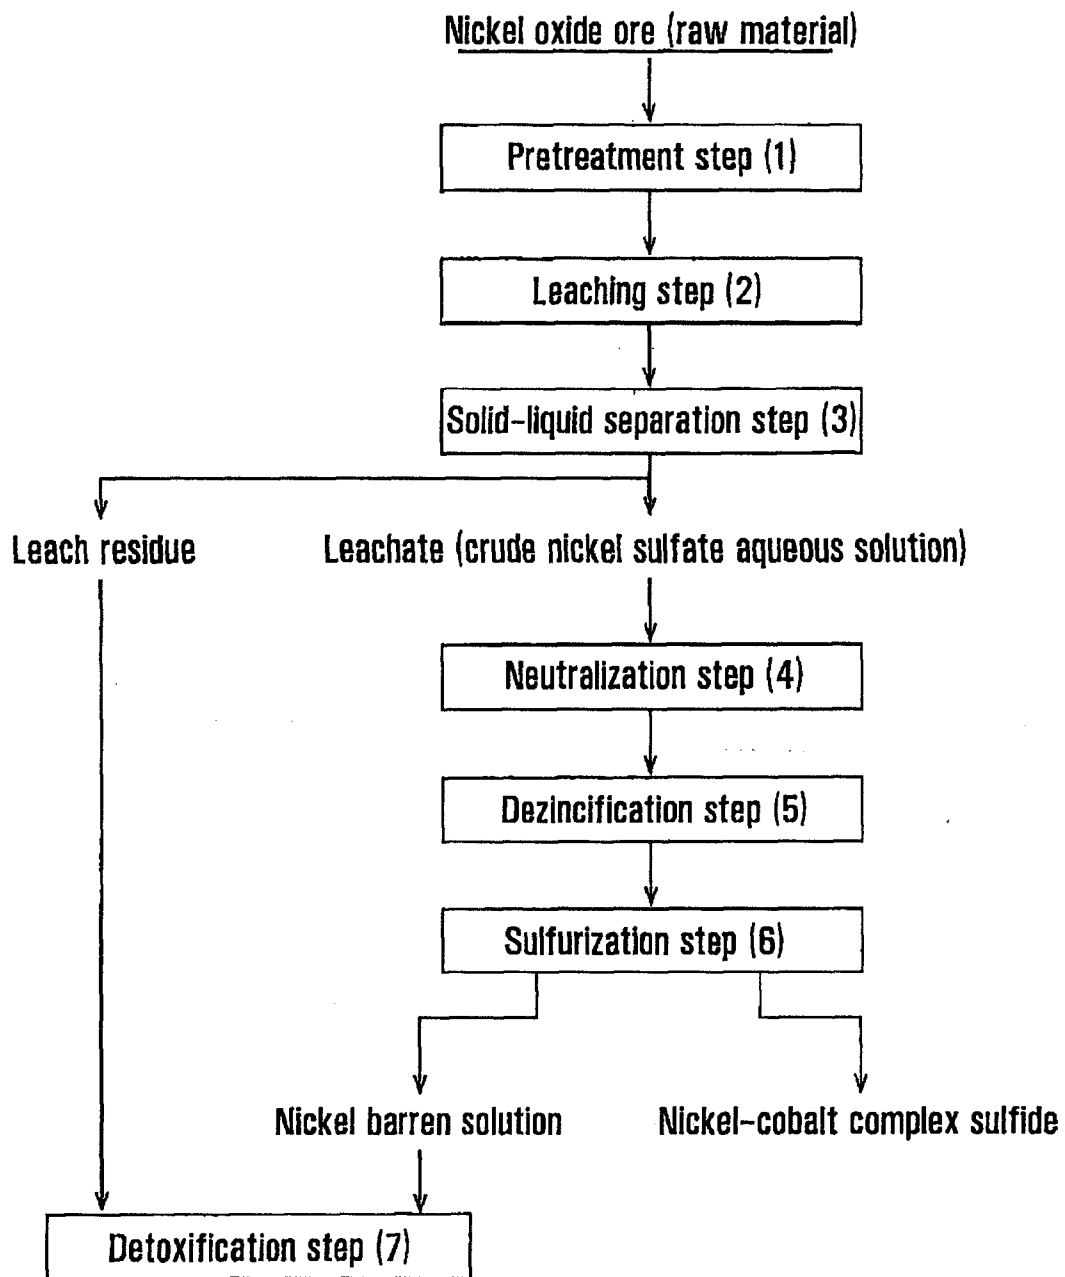 Nickel oxide ore (raw material)
Pretreatment step (1)
Leaching step (2)
Solid-liquid separation step (3)
Leach residue
Leachate (crude nickel sulfate aqueous solution)
Neutralization step (4)
Dezincification step (5)
Sulfurization step (6)
Nickel barren solution
Nickel-cobalt complex sulfide
Detoxification step (7)